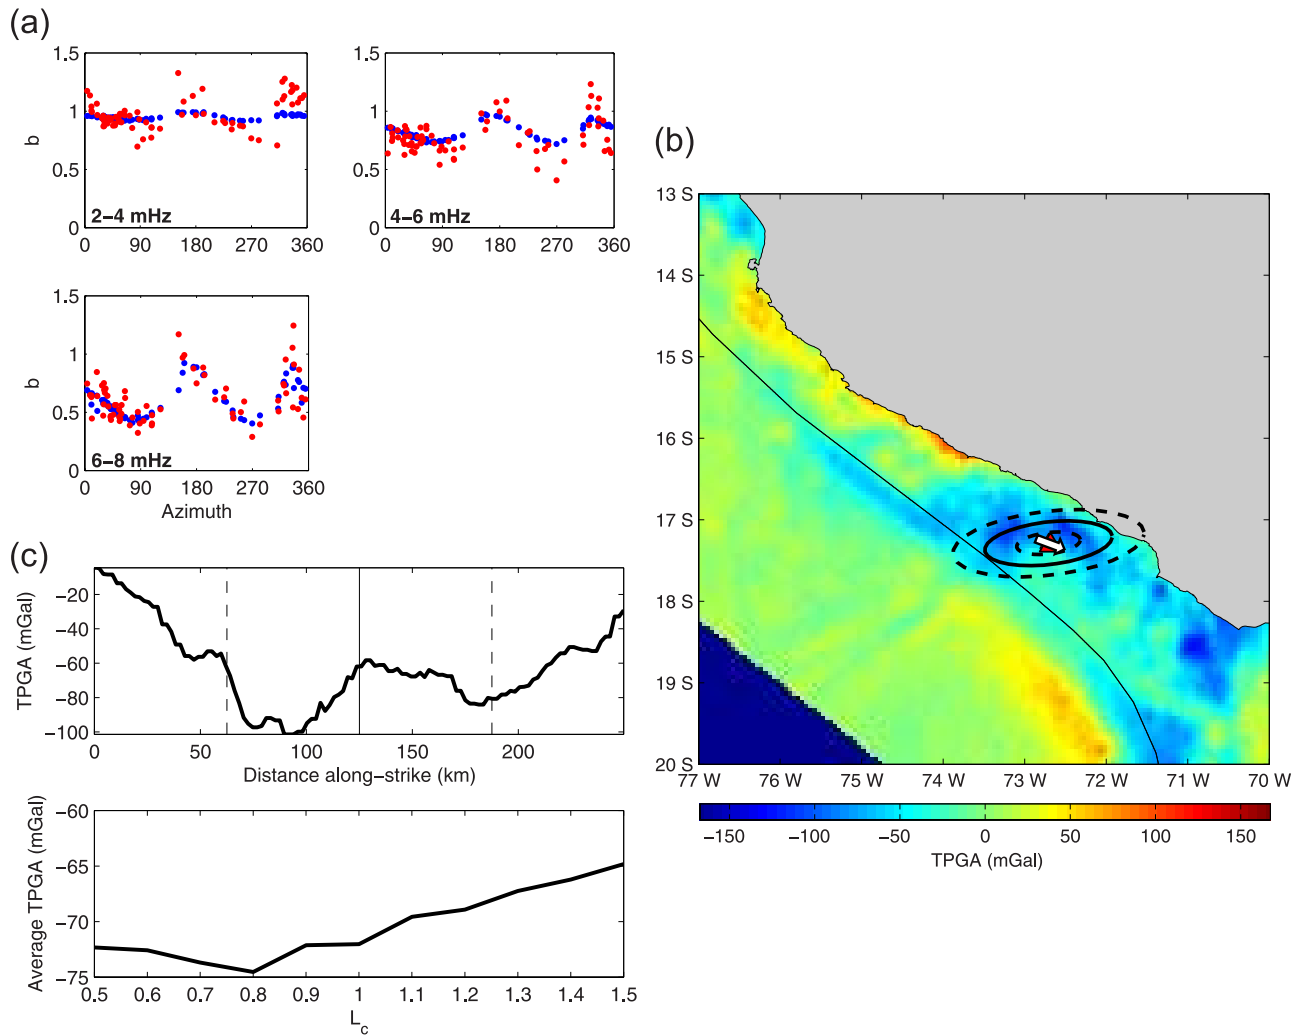 (a)
1.5
1
0.5
0
b
2−4 mHz
0 90 180 270 360
1.5
1
0.5
0
4−6 mHz
0 90 180 270 360
1.5
1
0.5
0
b
6−8 mHz
0 90 180 270 360
Azimuth
(b)
13 S
14 S
15 S
16 S
17 S
18 S
19 S
20 S
77 W 76 W 75 W 74 W 73 W 72 W 71 W 70 W
−150 −100 −50 0 50 100 150
TPGA (mGal)
(c)
−20
−40
−60
−80
−100
TPGA (mGal)
0 50 100 150 200
Distance along−strike (km)
−60
−65
−70
−75
Average TPGA (mGal)
0.5 0.6 0.7 0.8 0.9 1 1.1 1.2 1.3 1.4 1.5
L_c